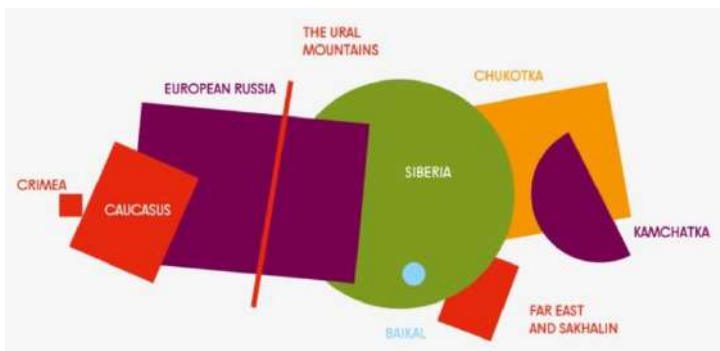 THE URAL
MOUNTAINS
EUROPEAN RUSSIA
CHUKOTKA
SIBERIA
CRIMEA
CAUCASUS
KAMCHATKA
FAR EAST
AND SAKHALIN
BAIKAL